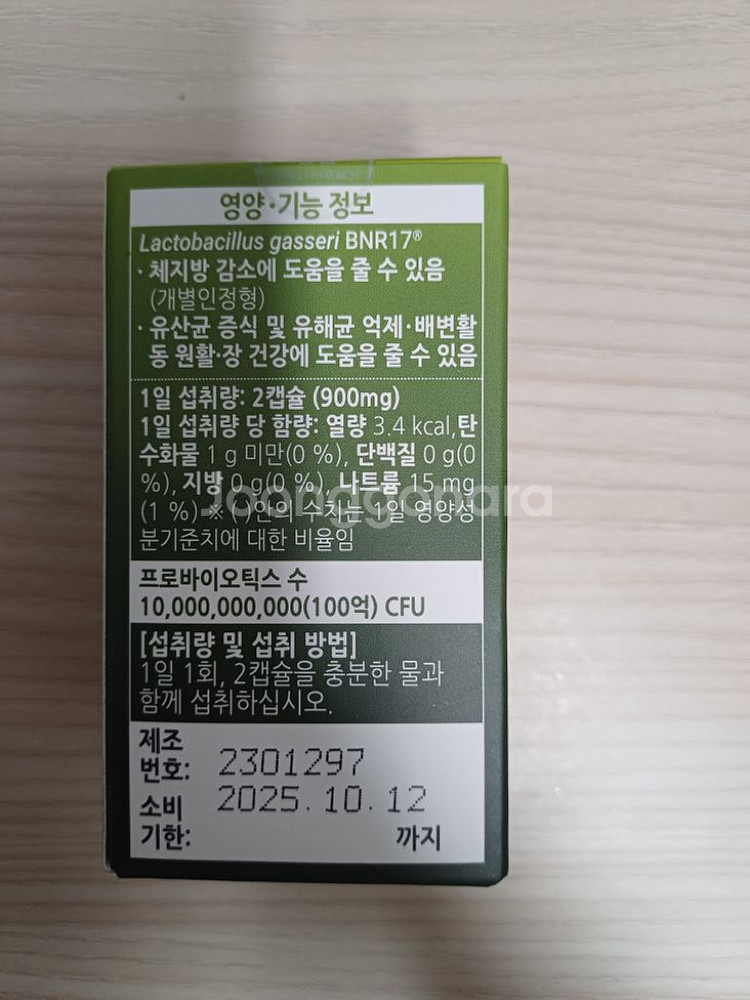 영양·기능 정보
Lactobacillus gasseri BNR17®
· 체지방 감소에 도움을 줄 수 있음
(개별인정형)
· 유산균 증식 및 유해균 억제·배변활
동 원활·장 건강에 도움을 줄 수 있음
1일 섭취량: 2캡슐 (900mg)
1일 섭취량 당 함량: 열량 3.4 kcal,탄
수화물 1 g 미만(0 %), 단백질 0 g(0
%), 지방 0 g(0 %), 나트륨 15 mg
(1 %) ※ ( )안의 수치는 1일 영양성
분기준치에 대한 비율임
Joonggonara
프로바이오틱스 수
10,000,000,000(100억) CFU
[섭취량 및 섭취 방법]
1일 1회, 2캡슐을 충분한 물과
함께 섭취하십시오.
제조
번호: 2301297
소비 2025.10.12
기한: 까지